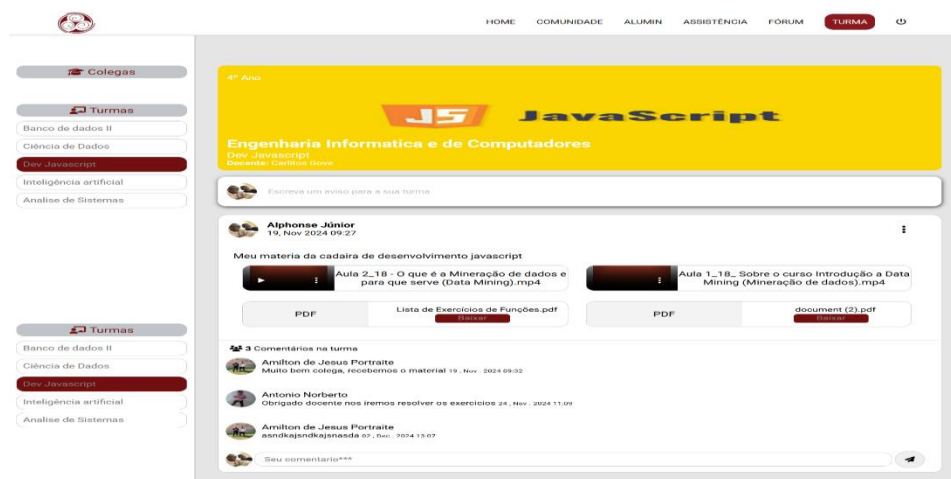 HOME COMUNIDADE ALUMIN ASSISTÊNCIA FÓRUM TURMA
Colegas
Turmas
Banco de dados II
Ciência de Dados
Dev Javascript
Inteligência artificial
Analise de Sistemas
Turmas
Banco de dados II
Ciência de Dados
Dev Javascript
Inteligência artificial
Analise de Sistemas
4º Ano
JS JavaScript
Engenharia Informatica e de Computadores
Dev Javascript
Docente: Carlitos Gove
Escreva um aviso para a sua turma
Alphonse Júnior
19, Nov 2024 09:27
Meu materia da cadaira de desenvolvimento javascript
Aula 2_18 - O que é a Mineração de dados e
para que serve (Data Mining).mp4
Aula 1_18_ Sobre o curso Introdução a Data
Mining (Mineração de dados).mp4
PDF
Lista de Exercícios de Funções.pdf
Baixar
PDF
document (2).pdf
Baixar
3 Comentários na turma
Amilton de Jesus Portraite
Muito bem colega, recebemos o material 19 , Nov . 2024 09:32
Antonio Norberto
Obrigado docente nos iremos resolver os exercicios 24 , Nov . 2024 11:09
Amilton de Jesus Portraite
asndkajsndkajsnasda 02 , Dec . 2024 13:07
Seu comentario***